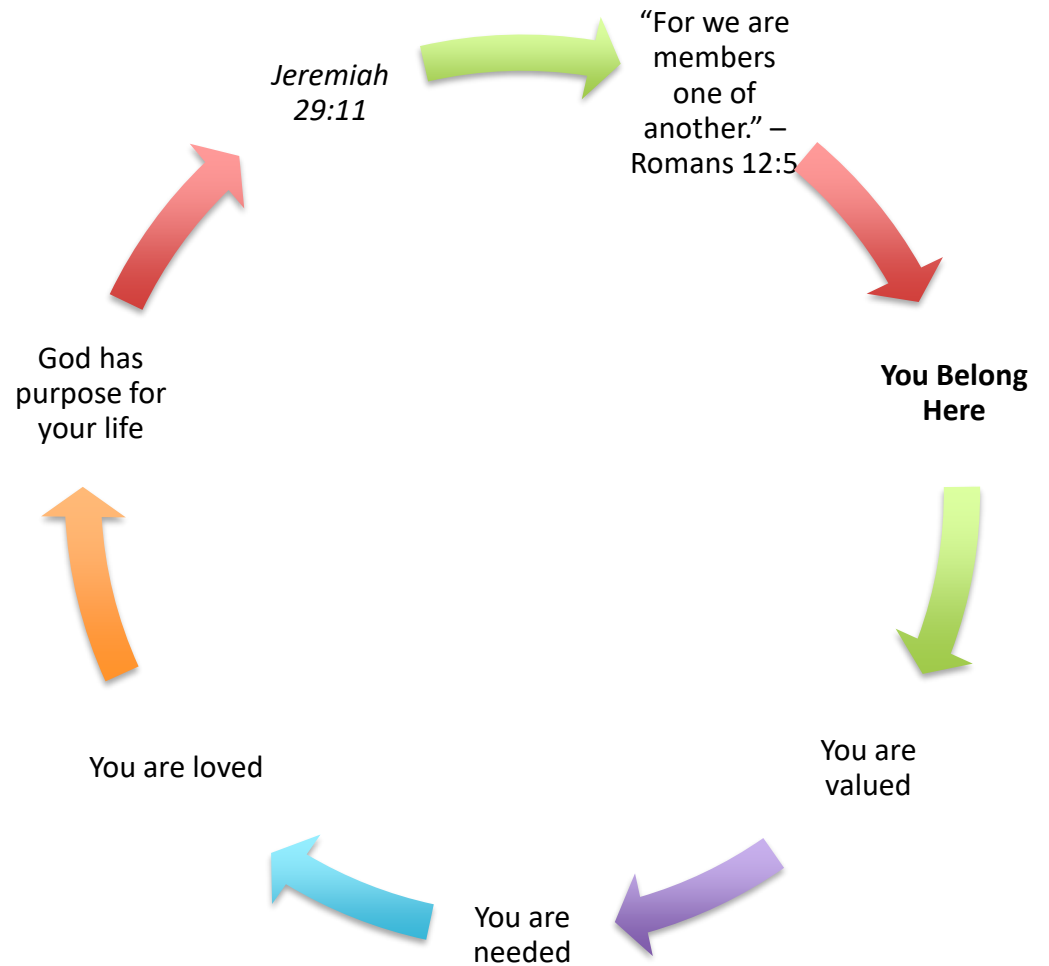 “For we are
members
one of
another.” –
Romans 12:5
You Belong
Here
You are
valued
You are
needed
You are loved
God has
purpose for
your life
Jeremiah
29:11